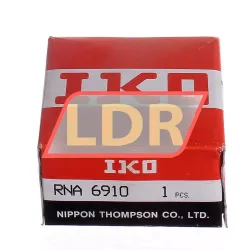 IKO
LDR
IKO
RNA 6910 1 PCS.
NIPPON THOMPSON CO., LTD.